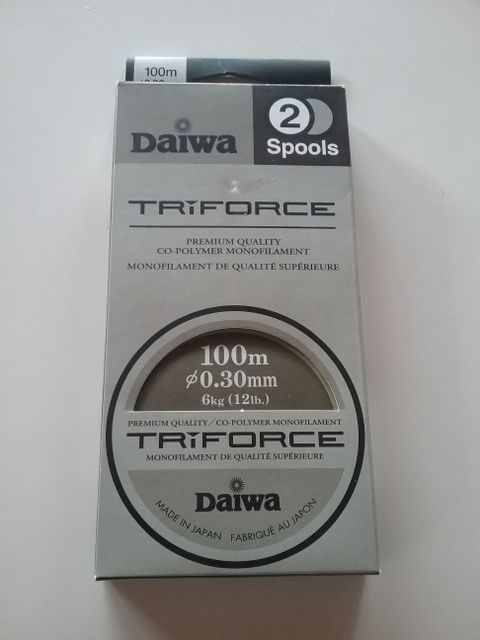 100m
Daiwa
2
Spools
TRiFORCE
PREMIUM QUALITY
CO-POLYMER MONOFILAMENT
MONOFILAMENT DE QUALITÉ SUPÉRIEURE
100m
ϕ0.30mm
6kg (12lb.)
PREMIUM QUALITY/CO-POLYMER MONOFILAMENT
TRiFORCE
MONOFILAMENT DE QUALITÉ SUPÉRIEURE
Daiwa
MADE IN JAPAN FABRIQUÉ AU JAPON